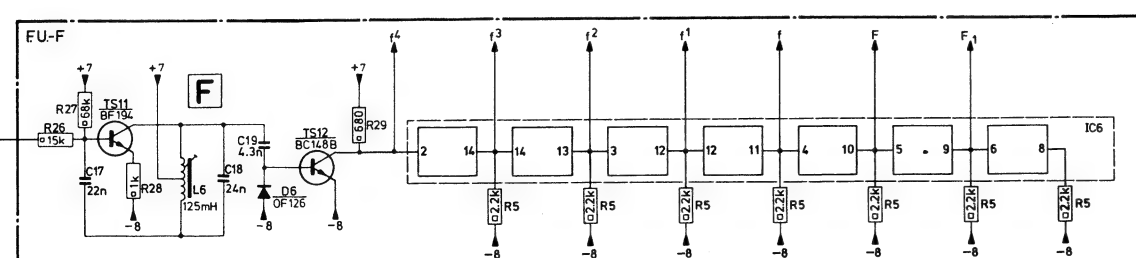 F.U.-F
f⁴
f³
f²
f¹
f
F
F₁
+7
+7
+7
F
R27
68k
TS11
BF194
R26
15k
C17
22n
1k
R28
-8
L6
125mH
C18
24n
C19
4.3n
D6
OF126
-8
TS12
BC148B
-8
680
R29
IC6
2
14
14
13
3
12
12
11
4
10
5
9
6
8
2.2k
R5
-8
2.2k
R5
-8
2.2k
R5
-8
2.2k
R5
-8
2.2k
R5
-8
2.2k
R5
-8
2.2k
R5
-8